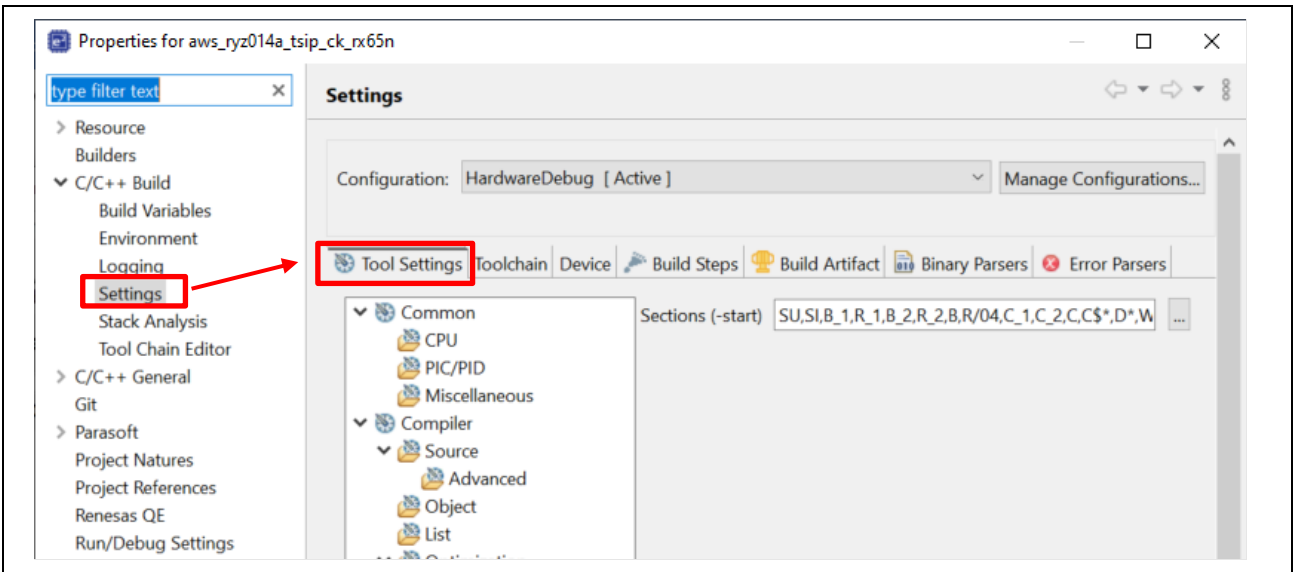 Properties for aws_ryz014a_tsip_ck_rx65n
type filter text
Resource
Builders
C/C++ Build
Build Variables
Environment
Logging
Settings
Stack Analysis
Tool Chain Editor
C/C++ General
Git
Parasoft
Project Natures
Project References
Renesas QE
Run/Debug Settings
Settings
Configuration: HardwareDebug [ Active ] Manage Configurations...
Tool Settings Toolchain Device Build Steps Build Artifact Binary Parsers Error Parsers
Common
CPU
PIC/PID
Miscellaneous
Compiler
Source
Advanced
Object
List
Sections (-start) SU,SI,B_1,R_1,B_2,R_2,B,R/04,C_1,C_2,C,C$*,D*,W ...